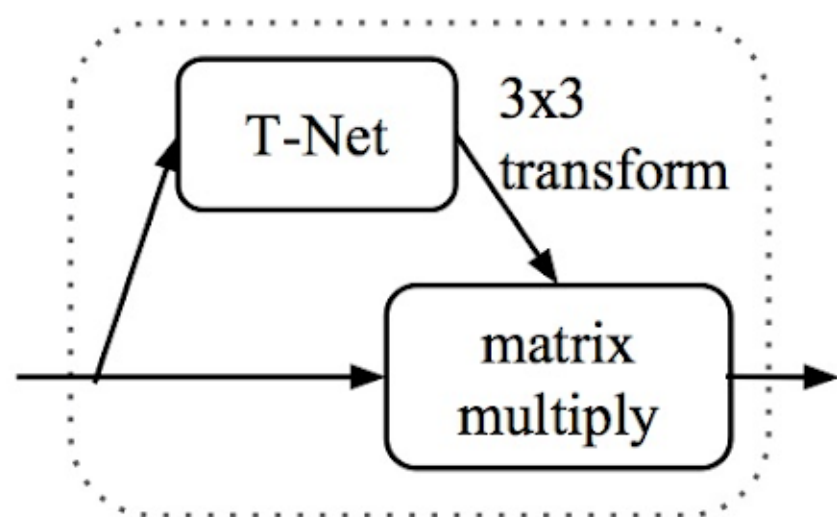 T-Net
3x3
transform
matrix
multiply